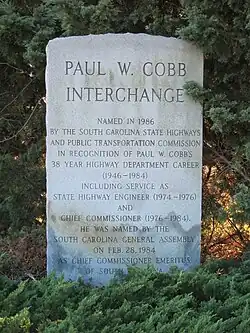 PAUL W. COBB
INTERCHANGE
NAMED IN 1986
BY THE SOUTH CAROLINA STATE HIGHWAYS
AND PUBLIC TRANSPORTATION COMMISSION
IN RECOGNITION OF PAUL W. COBB'S
38 YEAR HIGHWAY DEPARTMENT CAREER
(1946-1984)
INCLUDING SERVICE AS
STATE HIGHWAY ENGINEER (1974-1976)
AND
CHIEF COMMISSIONER (1976-1984).
HE WAS NAMED BY THE
SOUTH CAROLINA GENERAL ASSEMBLY
ON FEB. 28, 1984
AS CHIEF COMMISSIONER EMERITUS
OF SOUTH